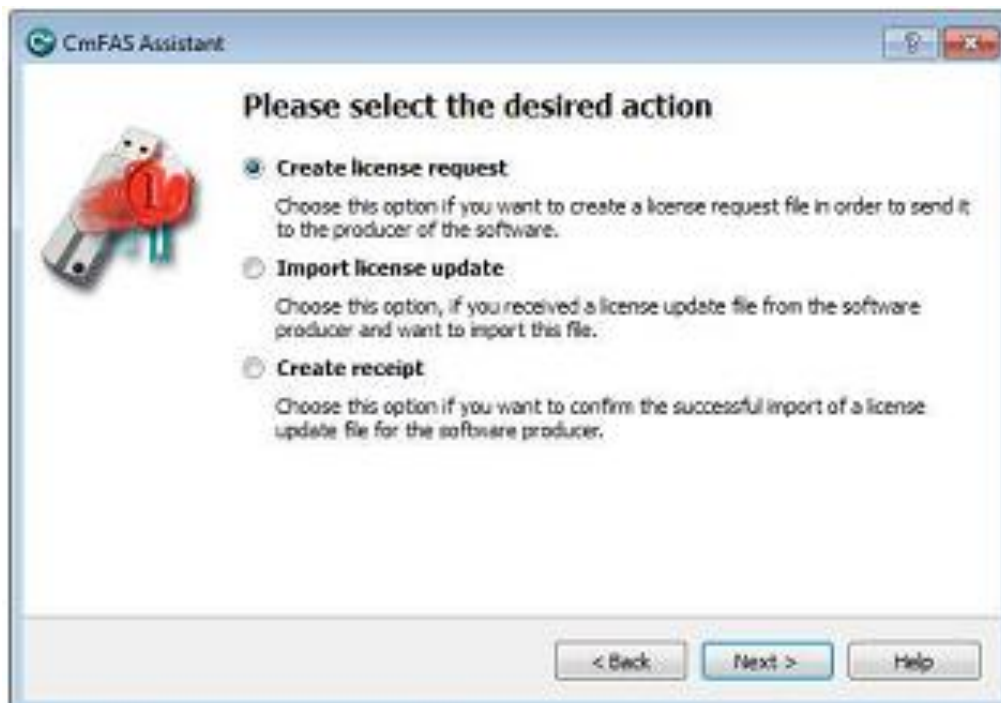 CmFAS Assistant
Please select the desired action
Create license request
Choose this option if you want to create a license request file in order to send it
to the producer of the software.
Import license update
Choose this option, if you received a license update file from the software
producer and want to import this file.
Create receipt
Choose this option if you want to confirm the successful import of a license
update file for the software producer.
< Back
Next >
Help